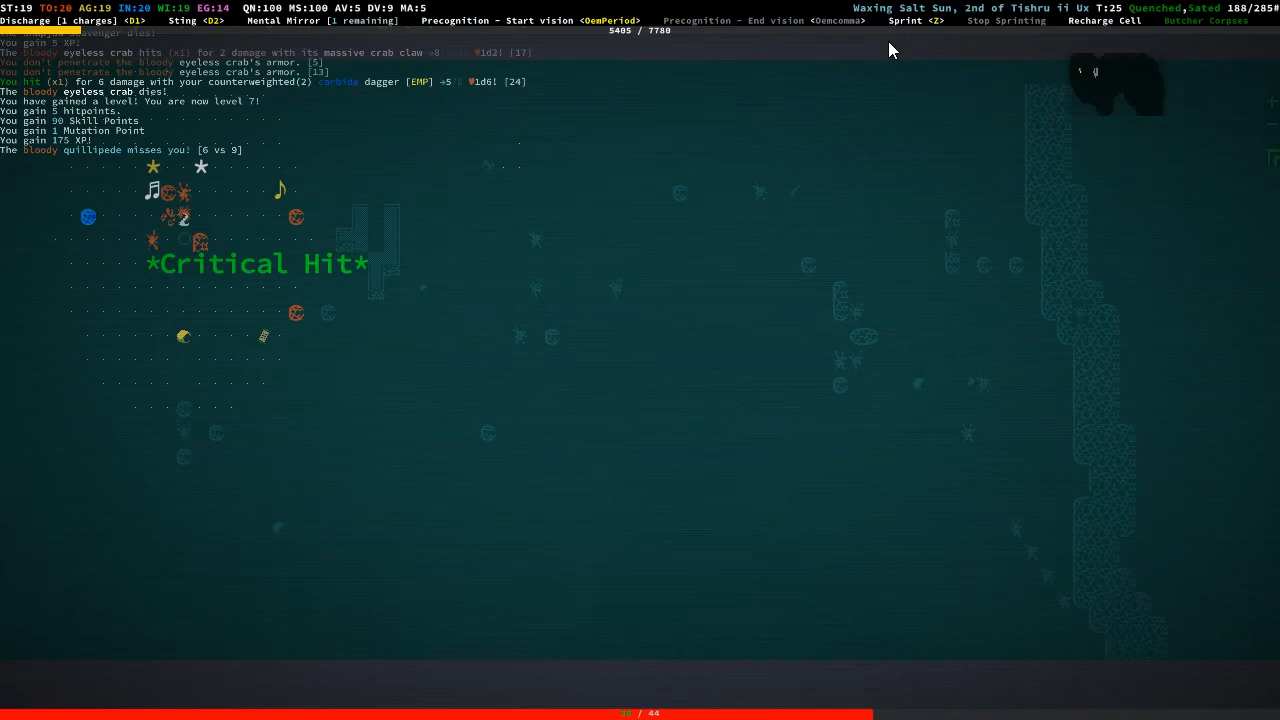 ST:19 TO:20 AG:19 IN:20 WI:19 EG:14 QN:100 MS:100 AV:5 DV:9 MA:5 Waxing Salt Sun, 2nd of Tishru ii Ux T:25 Quenched,Sated 188/285#
Discharge [1 charges] <D1> Sting <D2> Mental Mirror [1 remaining] Precognition - Start vision <OemPeriod> Precognition - End vision <Oemcomma> Sprint <Z> Stop Sprinting Recharge Cell Butcher Corpses
5405 / 7780
The snapjaw scavenger dies!
You gain 5 XP!
The bloody eyeless crab hits (x1) for 2 damage with its massive crab claw →8 ♥1d2! [17]
You don't penetrate the bloody eyeless crab's armor. [5]
You don't penetrate the bloody eyeless crab's armor. [13]
You hit (x1) for 6 damage with your counterweighted(2) carbide dagger [EMP] →5 ♥1d6! [24]
The bloody eyeless crab dies!
You have gained a level! You are now level 7!
You gain 5 hitpoints.
You gain 90 Skill Points
You gain 1 Mutation Point
You gain 175 XP!
The bloody quillipede misses you! [6 vs 9]
*Critical Hit*
30 / 44